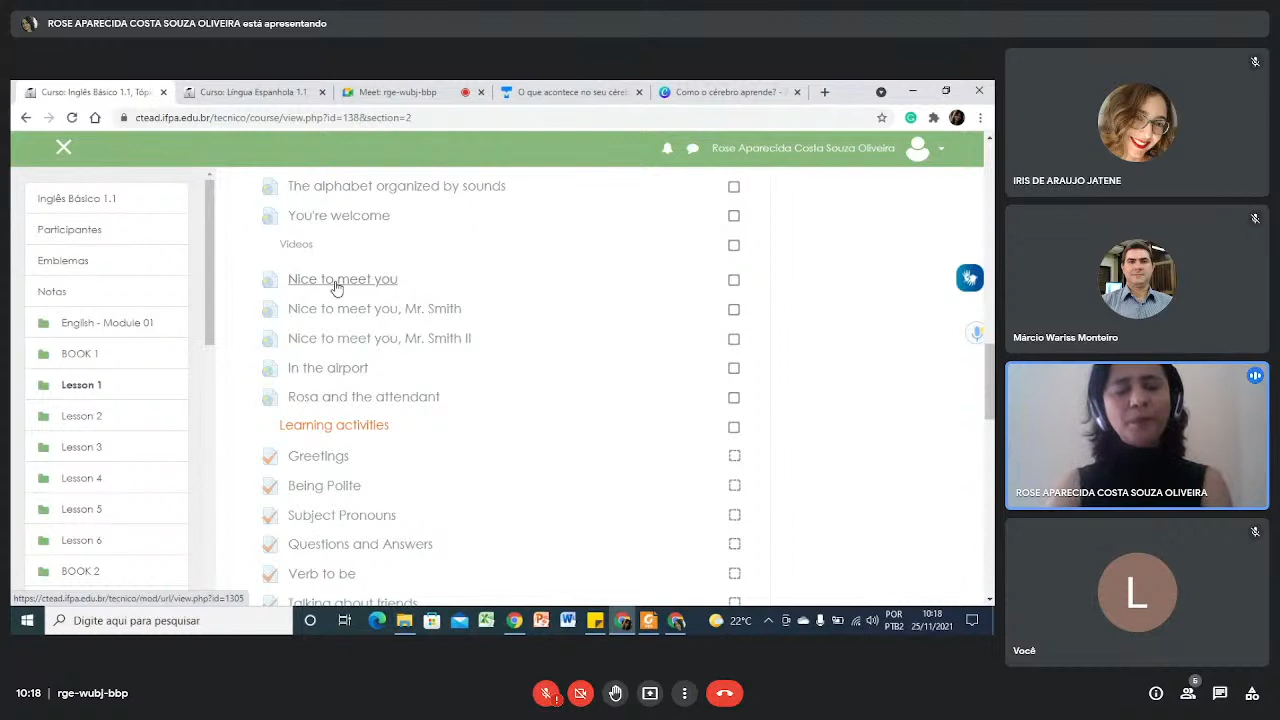 ROSE APARECIDA COSTA SOUZA OLIVEIRA está apresentando
Curso: Inglês Básico 1.1, Tóp
Curso: Língua Espanhola 1.1,
Meet: rge-wubj-bbp
O que acontece no seu céreb
Como o cérebro aprende? - A
ctead.ifpa.edu.br/tecnico/course/view.php?id=138&section=2
Rose Aparecida Costa Souza Oliveira
Inglês Básico 1.1
Participantes
Emblemas
Notas
English - Module 01
BOOK 1
Lesson 1
Lesson 2
Lesson 3
Lesson 4
Lesson 5
Lesson 6
BOOK 2
The alphabet organized by sounds
You're welcome
Videos
Nice to meet you
Nice to meet you, Mr. Smith
Nice to meet you, Mr. Smith II
In the airport
Rosa and the attendant
Learning activities
Greetings
Being Polite
Subject Pronouns
Questions and Answers
Verb to be
Talking about friends
https://ctead.ifpa.edu.br/tecnico/mod/url/view.php?id=1305
Digite aqui para pesquisar
22°C
POR
PTB2
10:18
25/11/2021
IRIS DE ARAUJO JATENE
Márcio Wariss Monteiro
ROSE APARECIDA COSTA SOUZA OLIVEIRA
L
Você
10:18 | rge-wubj-bbp
6